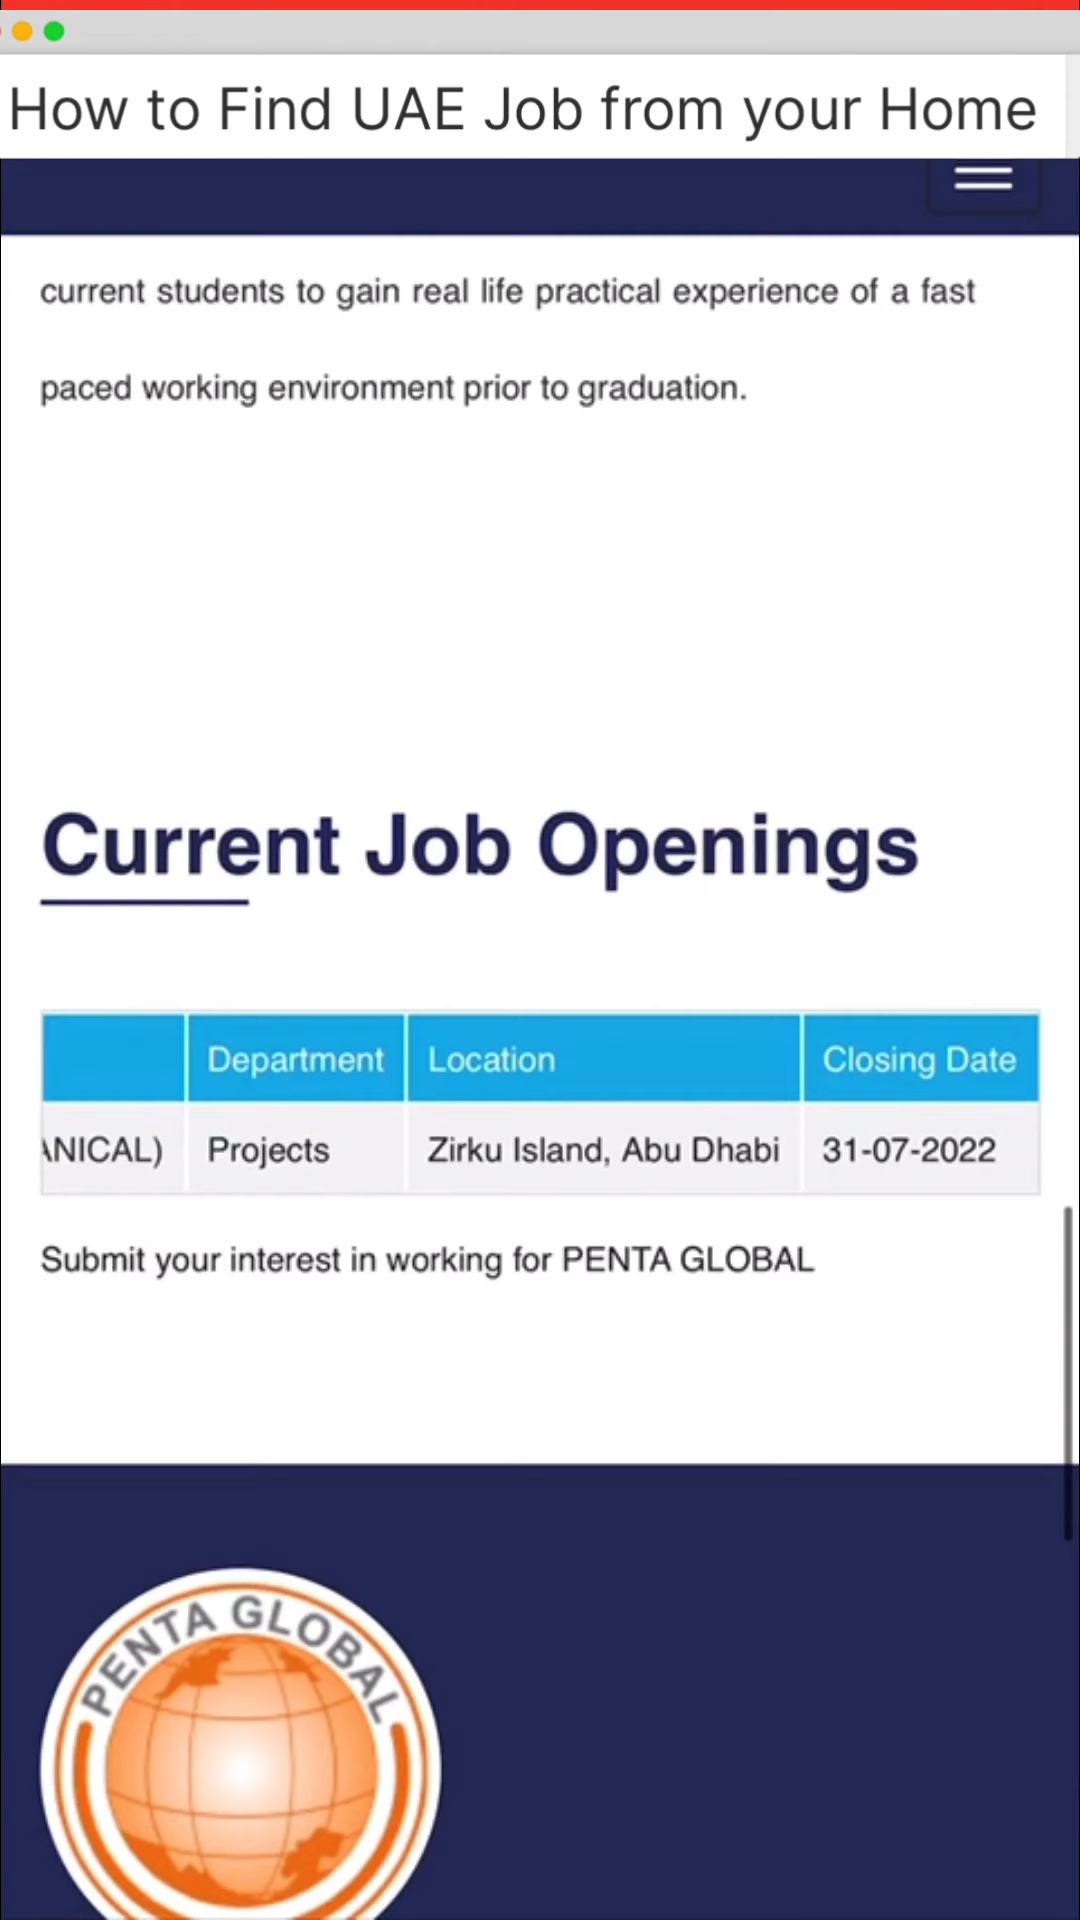 How to Find UAE Job from your Home
current students to gain real life practical experience of a fast
paced working environment prior to graduation.
Current Job Openings
Department Location Closing Date
ANICAL) Projects Zirku Island, Abu Dhabi 31-07-2022
Submit your interest in working for PENTA GLOBAL
PENTA GLOBAL